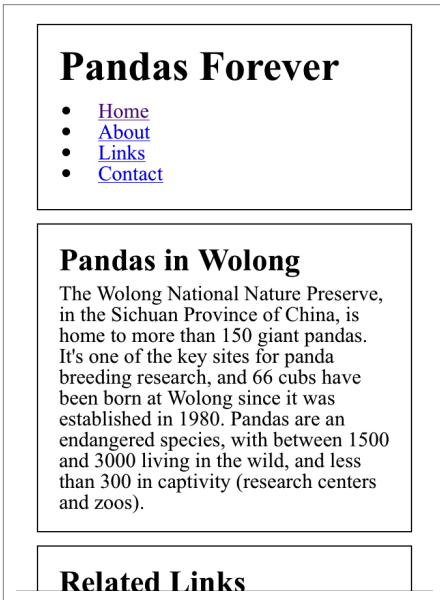 Pandas Forever
Home
About
Links
Contact
Pandas in Wolong
The Wolong National Nature Preserve,
in the Sichuan Province of China, is
home to more than 150 giant pandas.
It's one of the key sites for panda
breeding research, and 66 cubs have
been born at Wolong since it was
established in 1980. Pandas are an
endangered species, with between 1500
and 3000 living in the wild, and less
than 300 in captivity (research centers
and zoos).
Related Links